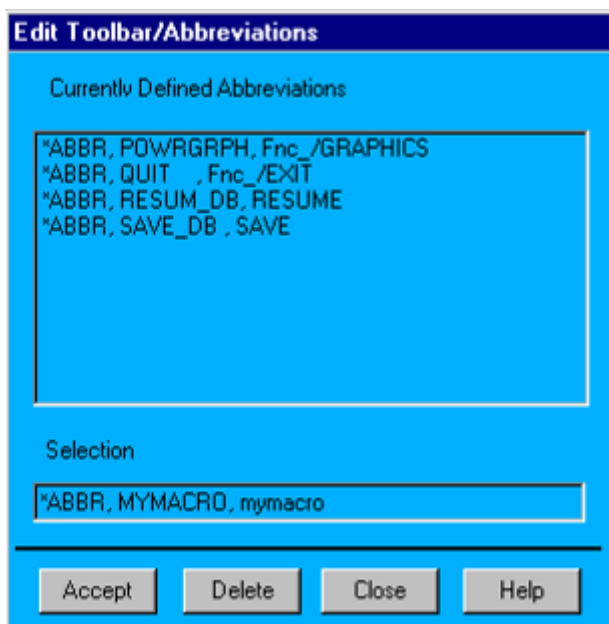 Edit Toolbar/Abbreviations
Currently Defined Abbreviations
*ABBR, POWRGRPH, Fnc_/GRAPHICS
*ABBR, QUIT    , Fnc_/EXIT
*ABBR, RESUM_DB, RESUME
*ABBR, SAVE_DB , SAVE
Selection
*ABBR, MYMACRO, mymacro
Accept Delete Close Help